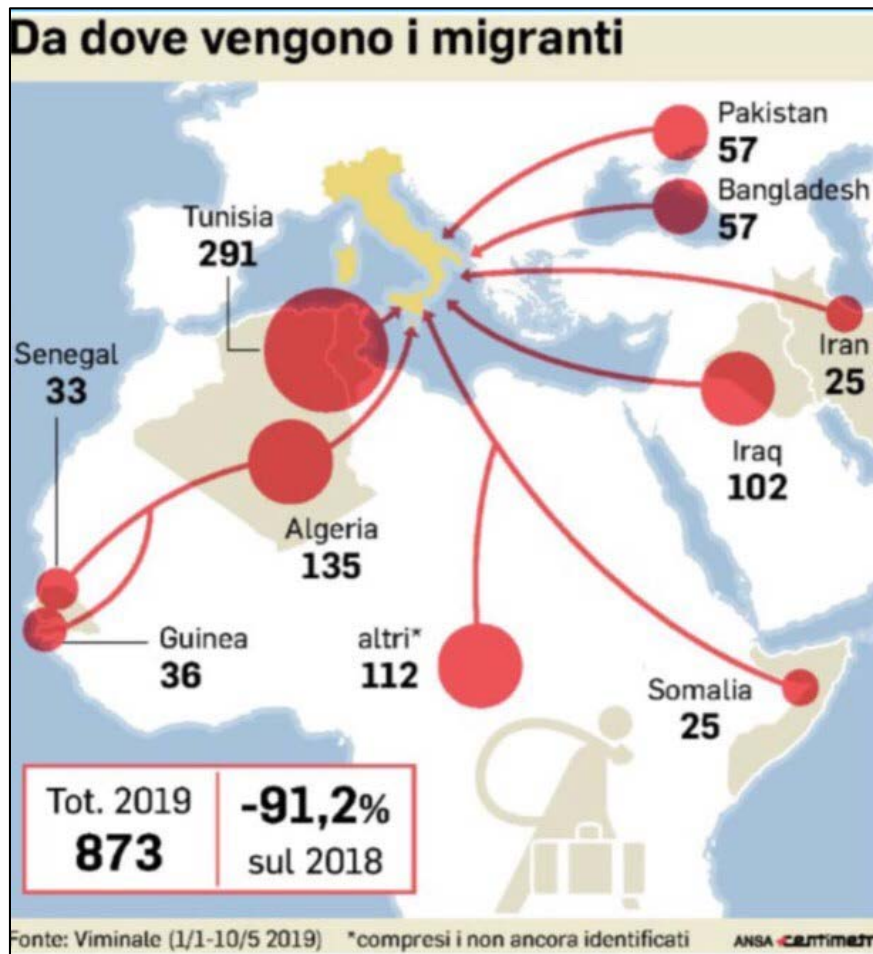 Da dove vengono i migranti
Pakistan
57
Bangladesh
57
Tunisia
291
Senegal
33
Iran
25
Iraq
102
Algeria
135
Guinea
36
altri*
112
Somalia
25
Tot. 2019
873
-91,2%
sul 2018
Fonte: Viminale (1/1-10/5 2019) *compresi i non ancora identificati ANSA centimetri